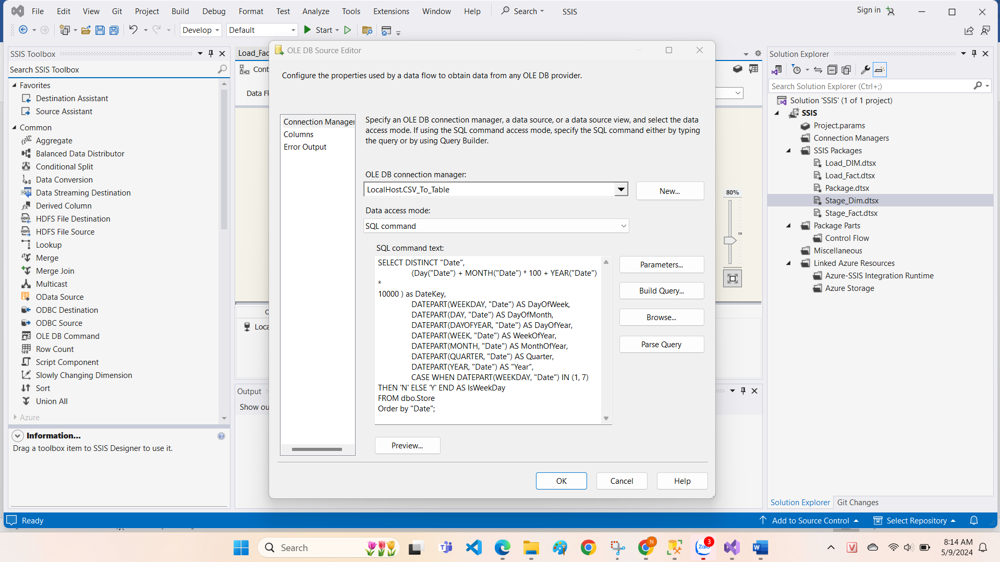 File Edit View Git Project Build Debug Format Test Analyze Tools Extensions Window Help Search SSIS Sign in
Develop Default Start
SSIS Toolbox
Search SSIS Toolbox
Favorites
Destination Assistant
Source Assistant
Common
Aggregate
Balanced Data Distributor
Conditional Split
Data Conversion
Data Streaming Destination
Derived Column
HDFS File Destination
HDFS File Source
Lookup
Merge
Merge Join
Multicast
OData Source
ODBC Destination
ODBC Source
OLE DB Command
Row Count
Script Component
Slowly Changing Dimension
Sort
Union All
Azure
Information...
Drag a toolbox item to SSIS Designer to use it.
Load_Fac
Cont
Data Fl
80%
C
Loca
Output
Show ou
OLE DB Source Editor
Configure the properties used by a data flow to obtain data from any OLE DB provider.
Connection Manager
Columns
Error Output
Specify an OLE DB connection manager, a data source, or a data source view, and select the data
access mode. If using the SQL command access mode, specify the SQL command either by typing
the query or by using Query Builder.
OLE DB connection manager:
LocalHost.CSV_To_Table
New...
Data access mode:
SQL command
SQL command text:
SELECT DISTINCT "Date",
(Day("Date") + MONTH("Date") * 100 + YEAR("Date")
*
10000 ) as DateKey,
DATEPART(WEEKDAY, "Date") AS DayOfWeek,
DATEPART(DAY, "Date") AS DayOfMonth,
DATEPART(DAYOFYEAR, "Date") AS DayOfYear,
DATEPART(WEEK, "Date") AS WeekOfYear,
DATEPART(MONTH, "Date") AS MonthOfYear,
DATEPART(QUARTER, "Date") AS Quarter,
DATEPART(YEAR, "Date") AS "Year",
CASE WHEN DATEPART(WEEKDAY, "Date") IN (1, 7)
THEN 'N' ELSE 'Y' END AS IsWeekDay
FROM dbo.Store
Order by "Date";
Parameters...
Build Query...
Browse...
Parse Query
Preview...
OK Cancel Help
Solution Explorer
Search Solution Explorer (Ctrl+;)
Solution 'SSIS' (1 of 1 project)
SSIS
Project.params
Connection Managers
SSIS Packages
Load_DIM.dtsx
Load_Fact.dtsx
Package.dtsx
Stage_Dim.dtsx
Stage_Fact.dtsx
Package Parts
Control Flow
Miscellaneous
Linked Azure Resources
Azure-SSIS Integration Runtime
Azure Storage
Solution Explorer Git Changes
Ready Add to Source Control Select Repository
Search
N
Zalo
3
V
8:14 AM
5/9/2024